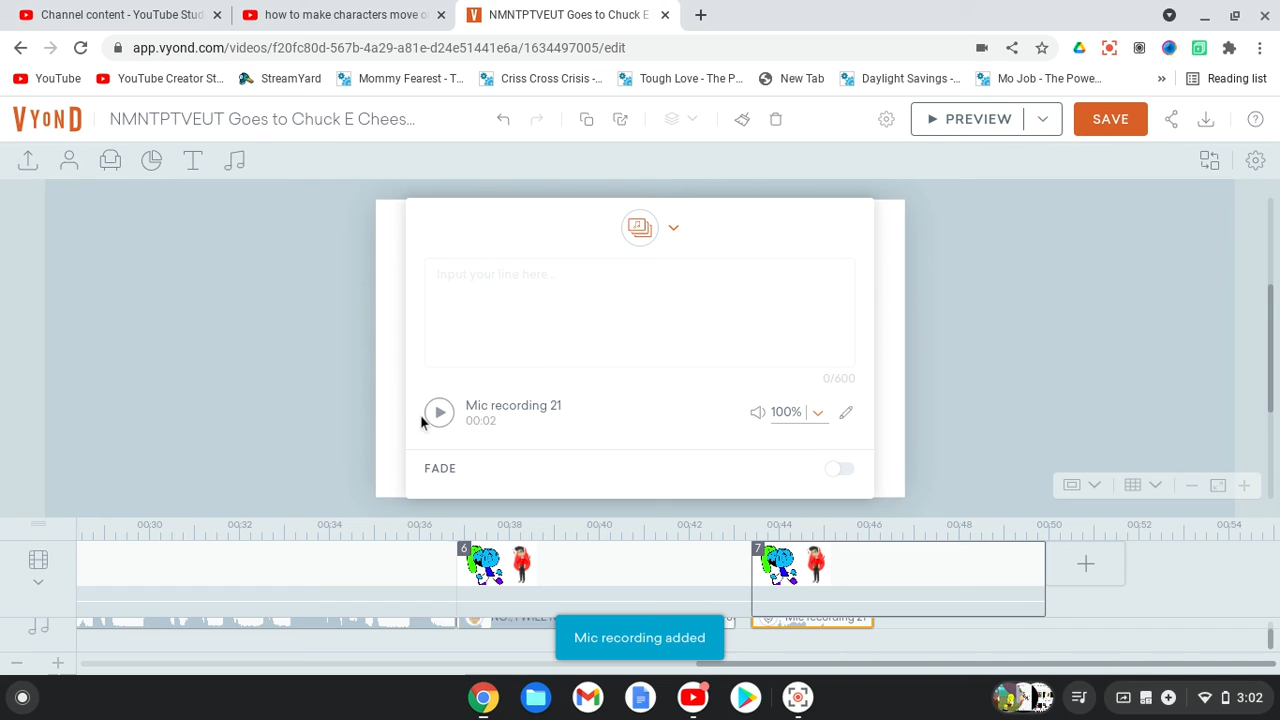 Channel content - YouTube Stud
how to make characters move o
NMNTPTVEUT Goes to Chuck E
app.vyond.com/videos/f20fc80d-567b-4a29-a31e-d24e51441e6a/1634497005/edit
YouTube
YouTube Creator St...
StreamYard
Mommy Fearest - T...
Criss Cross Crisis -...
Tough Love - The P...
New Tab
Daylight Savings -...
Mo Job - The Powe...
»
Reading list
VYOND
NMNTPTVEUT Goes to Chuck E Chees...
PREVIEW
SAVE
Input your line here...
0/600
Mic recording 21
00:02
100%
FADE
00:30 00:32 00:34 00:36 00:38 00:40 00:42 00:44 00:46 00:48 00:50 00:52 00:54
6
7
Mic recording 21
Mic recording added
3:02